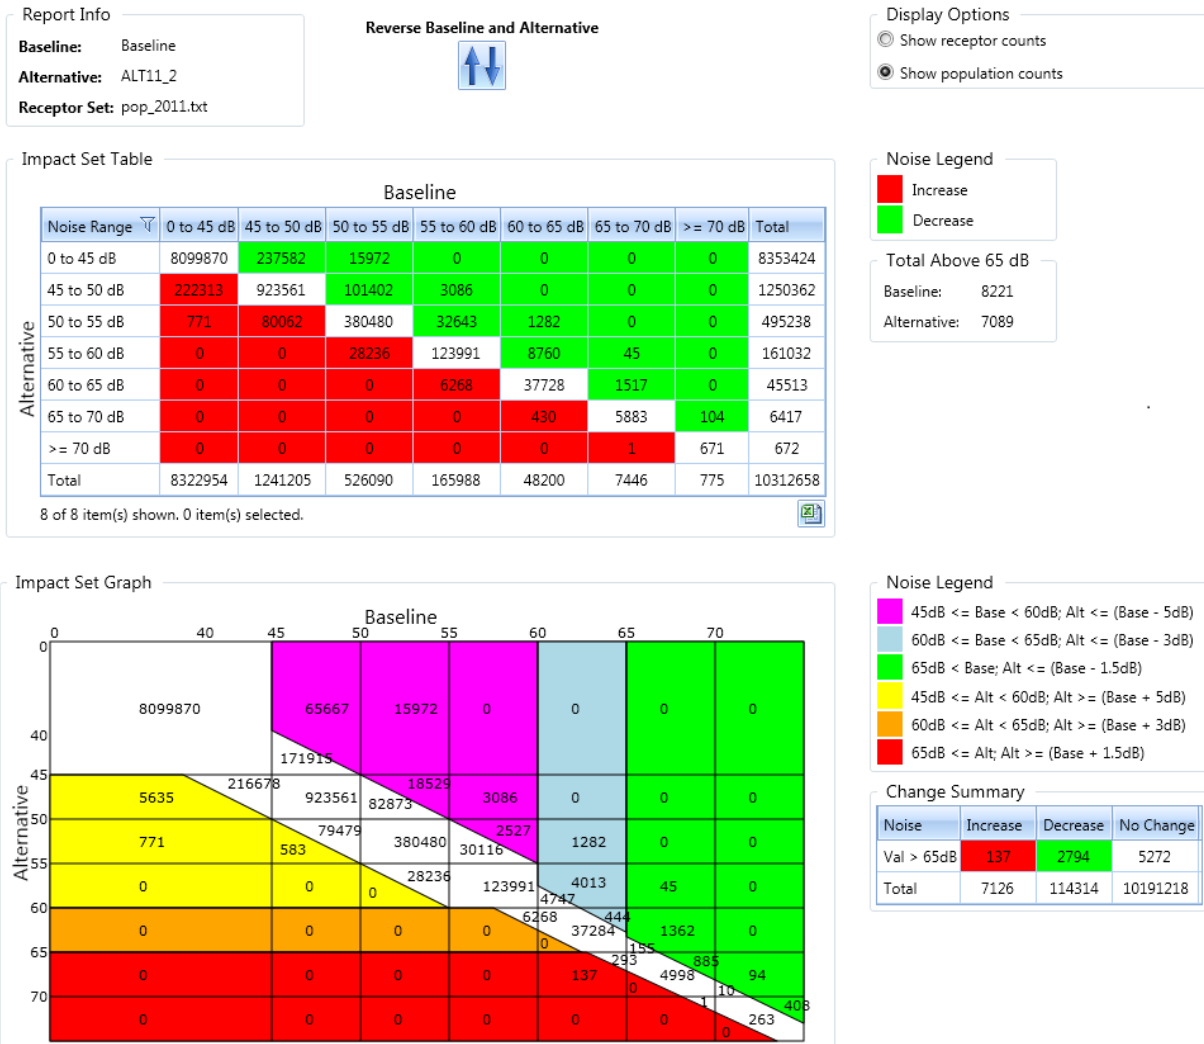 Report Info
Baseline: Baseline
Alternative: ALT11_2
Receptor Set: pop_2011.txt
Reverse Baseline and Alternative
Display Options
Show receptor counts
Show population counts
Impact Set Table
Baseline
Alternative
Noise Range 0 to 45 dB 45 to 50 dB 50 to 55 dB 55 to 60 dB 60 to 65 dB 65 to 70 dB >= 70 dB Total
0 to 45 dB 8099870 237582 15972 0 0 0 0 8353424
45 to 50 dB 222313 923561 101402 3086 0 0 0 1250362
50 to 55 dB 771 80062 380480 32643 1282 0 0 495238
55 to 60 dB 0 0 28236 123991 8760 45 0 161032
60 to 65 dB 0 0 0 6268 37728 1517 0 45513
65 to 70 dB 0 0 0 0 430 5883 104 6417
>= 70 dB 0 0 0 0 0 1 671 672
Total 8322954 1241205 526090 165988 48200 7446 775 10312658
8 of 8 item(s) shown. 0 item(s) selected.
Noise Legend
Increase
Decrease
Total Above 65 dB
Baseline: 8221
Alternative: 7089
Impact Set Graph
Baseline
0 40 45 50 55 60 65 70
Alternative
0
8099870 65667 15972 0 0 0 0
40
171915
45
216678 18529
5635 923561 82873 3086 0 0 0
50
79479 2527
771 583 380480 30116 1282 0 0
55
28236 4013
0 0 0 123991 4747 45 0
60
6268 444
0 0 0 0 0 37284 155 1362 0
65
293 885
0 0 0 0 137 0 4998 10 94
70
1 408
0 0 0 0 0 0 0 263
Noise Legend
45dB <= Base < 60dB; Alt <= (Base - 5dB)
60dB <= Base < 65dB; Alt <= (Base - 3dB)
65dB < Base; Alt <= (Base - 1.5dB)
45dB <= Alt < 60dB; Alt >= (Base + 5dB)
60dB <= Alt < 65dB; Alt >= (Base + 3dB)
65dB <= Alt; Alt >= (Base + 1.5dB)
Change Summary
Noise Increase Decrease No Change
Val > 65dB 137 2794 5272
Total 7126 114314 10191218